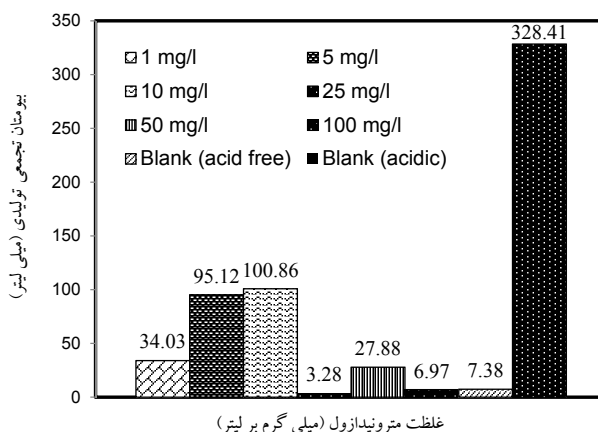 350
300
250
200
150
100
50
0
بیومتان تجمعی تولیدی (میلی لیتر)
1 mg/l 5 mg/l
10 mg/l 25 mg/l
50 mg/l 100 mg/l
Blank (acid free) Blank (acidic)
34.03
95.12
100.86
3.28
27.88
6.97
7.38
328.41
غلظت مترونیدازول (میلی گرم بر لیتر)